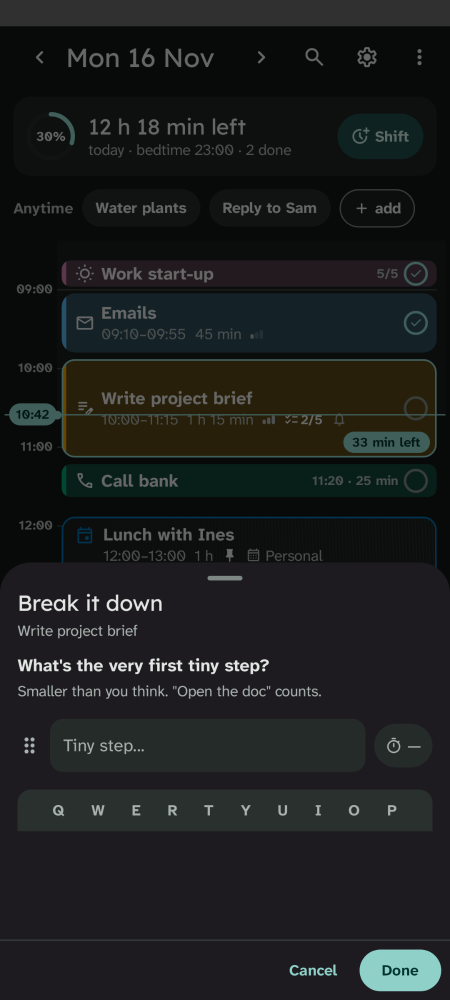 Mon 16 Nov
30%
12 h 18 min left
today · bedtime 23:00 · 2 done
Shift
Anytime
Water plants
Reply to Sam
+ add
Work start-up
5/5
09:00
Emails
09:10–09:55 45 min
10:00
Write project brief
10:00–11:15 1 h 15 min 2/5
10:42
33 min left
11:00
Call bank
11:20 · 25 min
12:00
Lunch with Ines
12:00–13:00 1 h Personal
Break it down
Write project brief
What's the very first tiny step?
Smaller than you think. "Open the doc" counts.
Tiny step...
—
Q W E R T Y U I O P
Cancel
Done